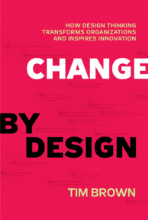 HOW DESIGN THINKING
TRANSFORMS ORGANIZATIONS
AND INSPIRES INNOVATION
CHANGE
BY DESIGN
TIM BROWN